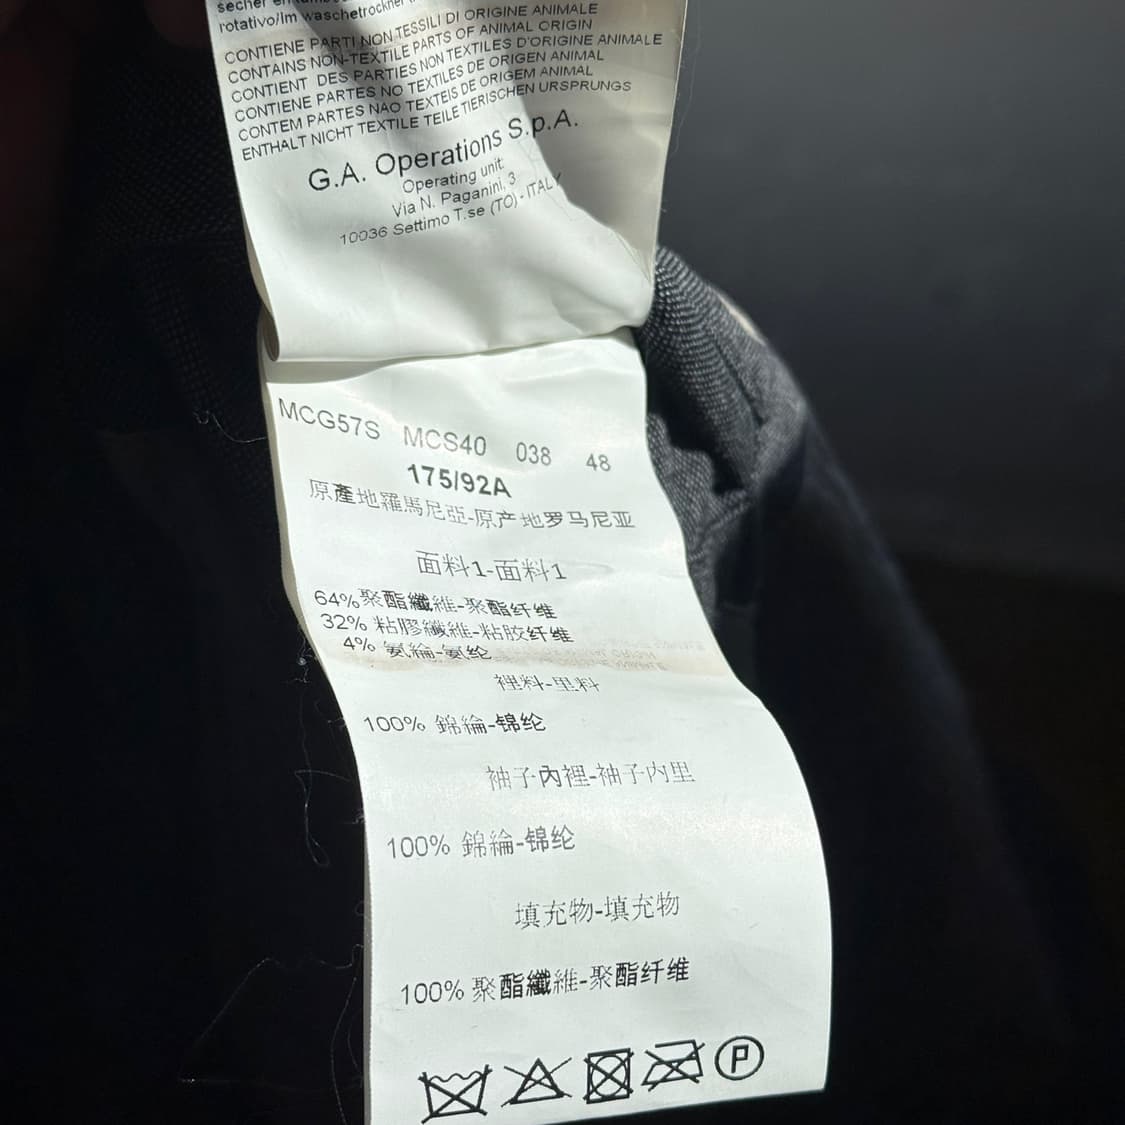 rotativo/Im waschetrockner
CONTIENE PARTI NON TESSILI DI ORIGINE ANIMALE
CONTAINS NON-TEXTILE PARTS OF ANIMAL ORIGIN
CONTIENT DES PARTIES NON TEXTILES D'ORIGINE ANIMALE
CONTIENE PARTES NO TEXTILES DE ORIGEN ANIMAL
CONTEM PARTES NAO TEXTEIS DE ORIGEM ANIMAL
ENTHALT NICHT TEXTILE TEILE TIERISCHEN URSPRUNGS
G.A. Operations S.p.A.
Operating unit:
Via N. Paganini, 3
10036 Settimo T.se (TO) - ITALY
MCG57S MCS40 038 48
175/92A
原產地羅馬尼亞-原产地罗马尼亚
面料1-面料1
64% 聚酯纖維-聚酯纤维
32% 粘膠纖維-粘胶纤维
4% 氨綸-氨纶
裡料-里料
100% 錦綸-锦纶
袖子內裡-袖子内里
100% 錦綸-锦纶
填充物-填充物
100% 聚酯纖維-聚酯纤维
P